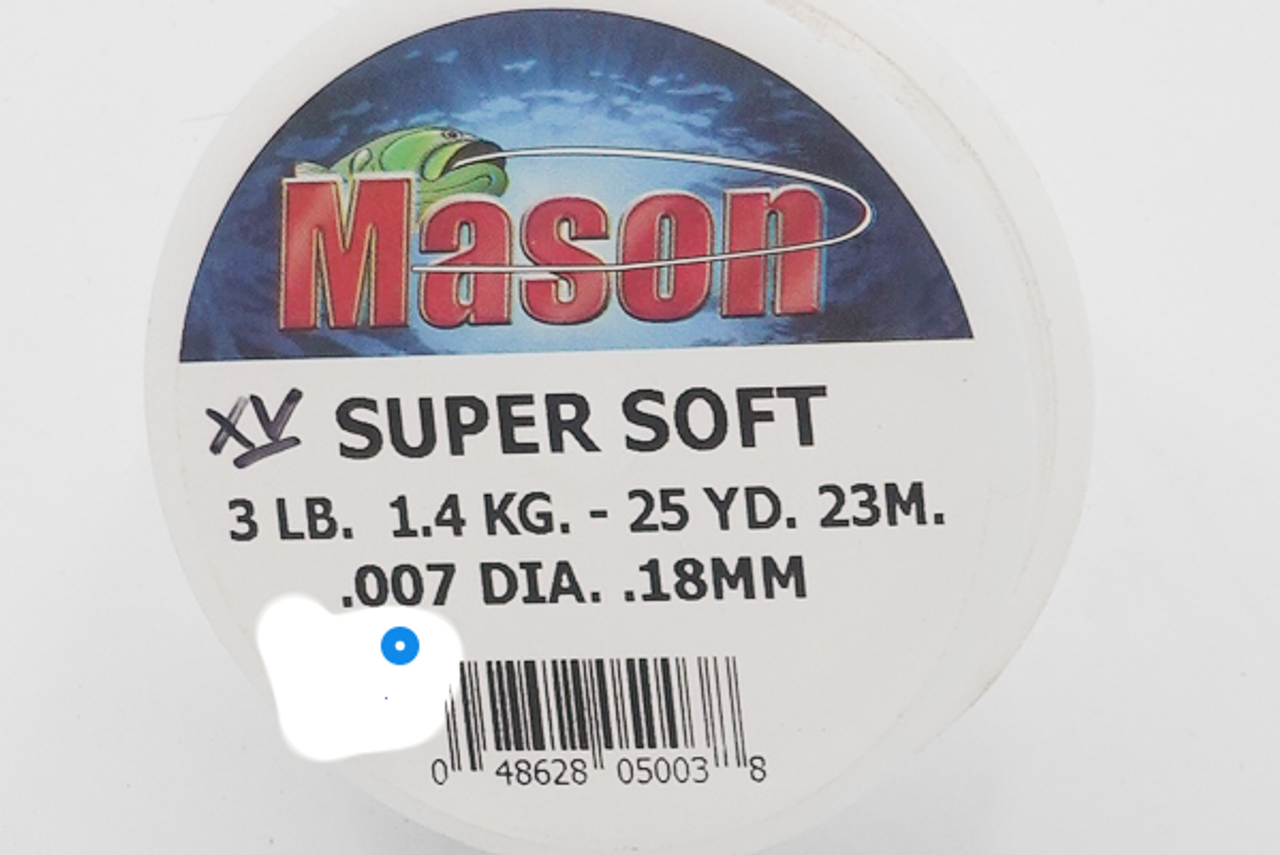 Mason
XV SUPER SOFT
3 LB. 1.4 KG. - 25 YD. 23M.
.007 DIA. .18MM
0 48628 05003 8